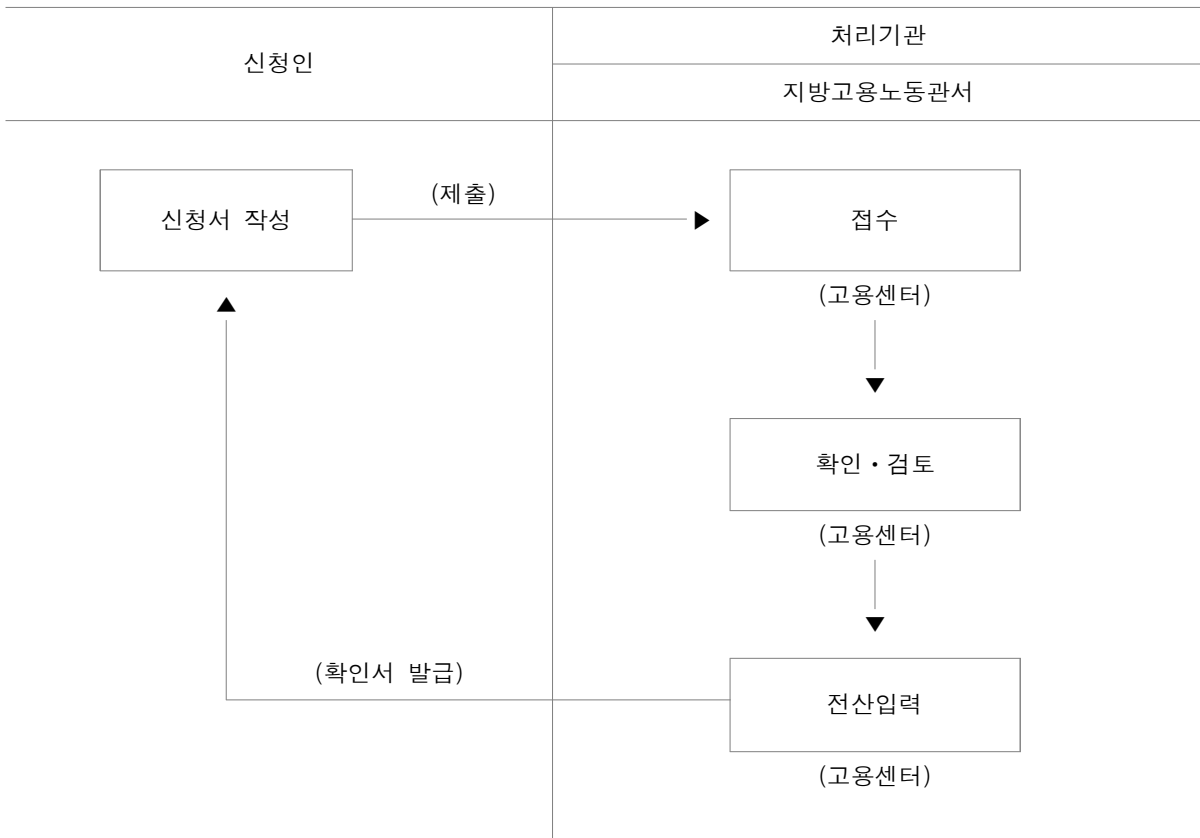 신청인
처리기관
지방고용노동관서
신청서 작성
(제출)
접수
(고용센터)
확인・검토
(고용센터)
(확인서 발급)
전산입력
(고용센터)